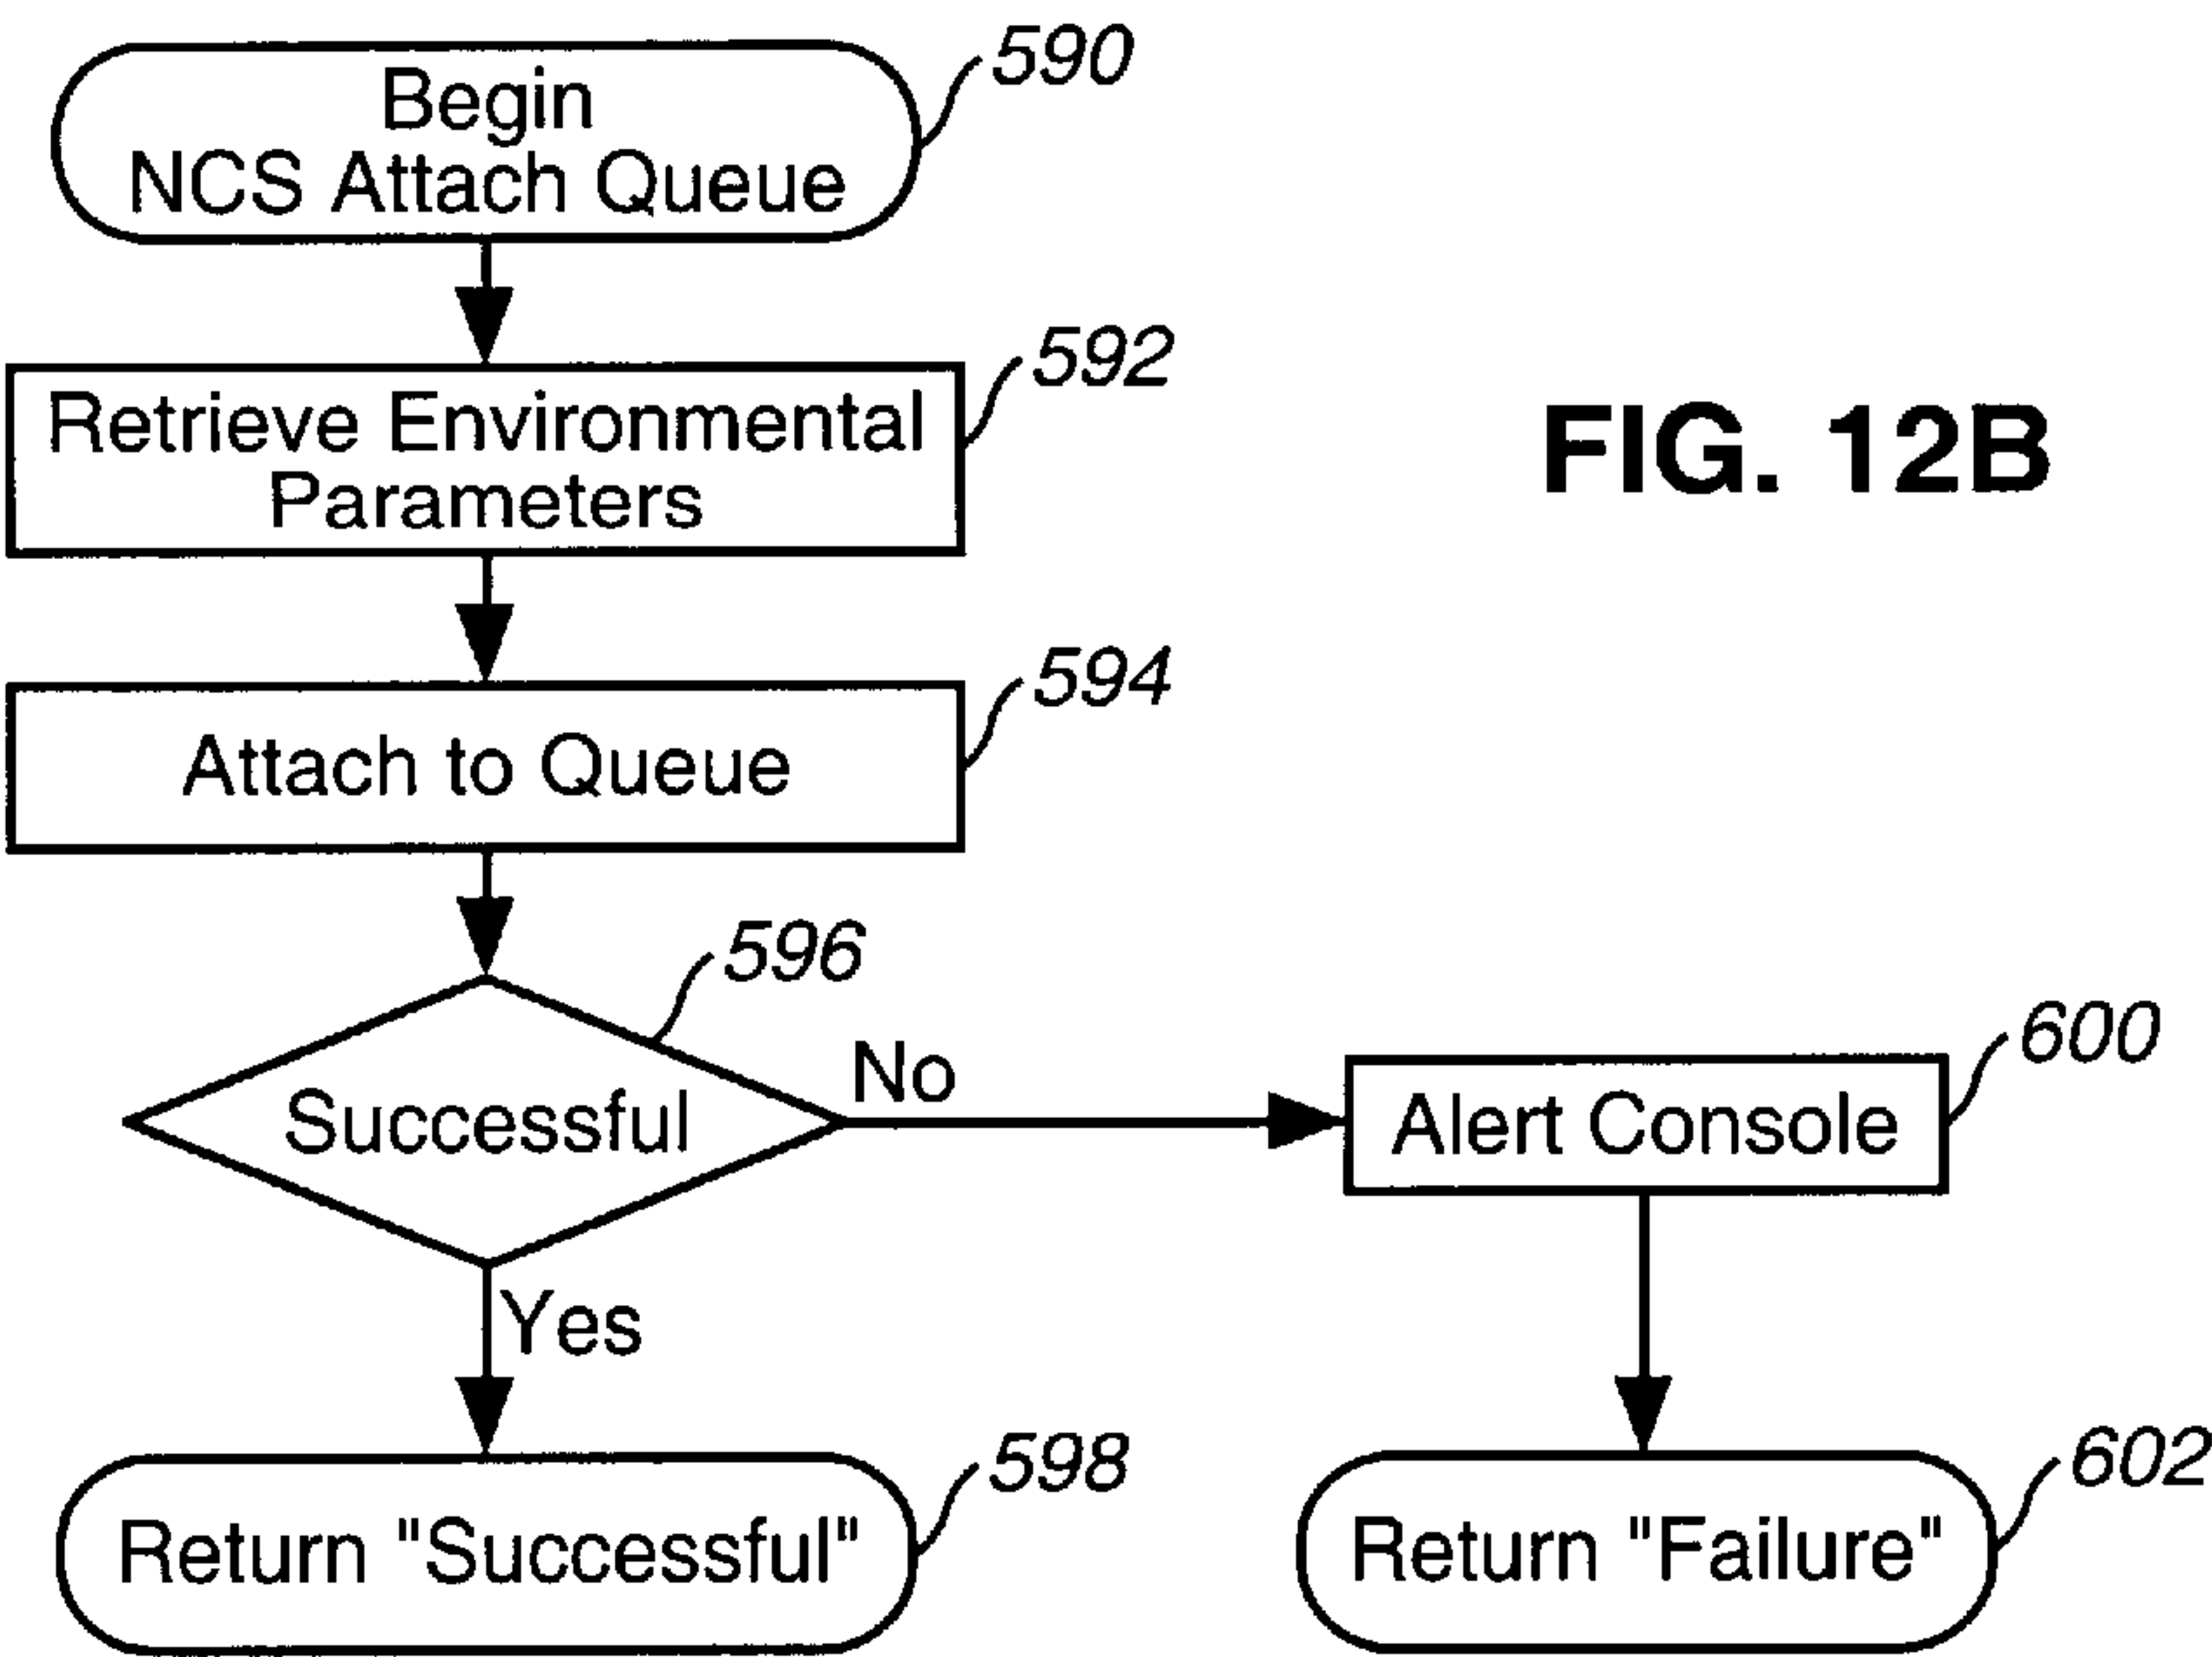 Begin
NCS Attach Queue
590
Retrieve Environmental
Parameters
592
FIG. 12B
Attach to Queue
594
596
Successful
No
Yes
Alert Console
600
Return "Successful"
598
Return "Failure"
602